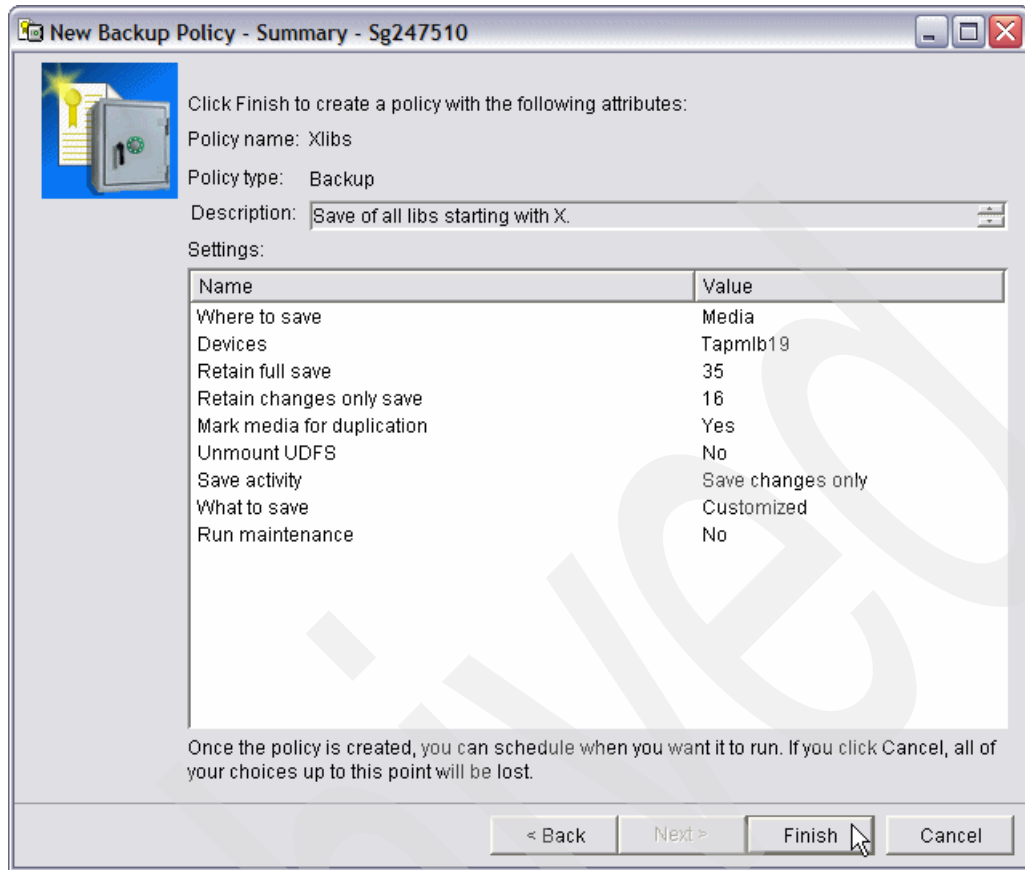 New Backup Policy - Summary - Sg247510
Click Finish to create a policy with the following attributes:
Policy name: Xlibs
Policy type: Backup
Description: Save of all libs starting with X.
Settings:
Name Value
Where to save Media
Devices Tapmlb19
Retain full save 35
Retain changes only save 16
Mark media for duplication Yes
Unmount UDFS No
Save activity Save changes only
What to save Customized
Run maintenance No
Once the policy is created, you can schedule when you want it to run. If you click Cancel, all of
your choices up to this point will be lost.
< Back Next > Finish Cancel